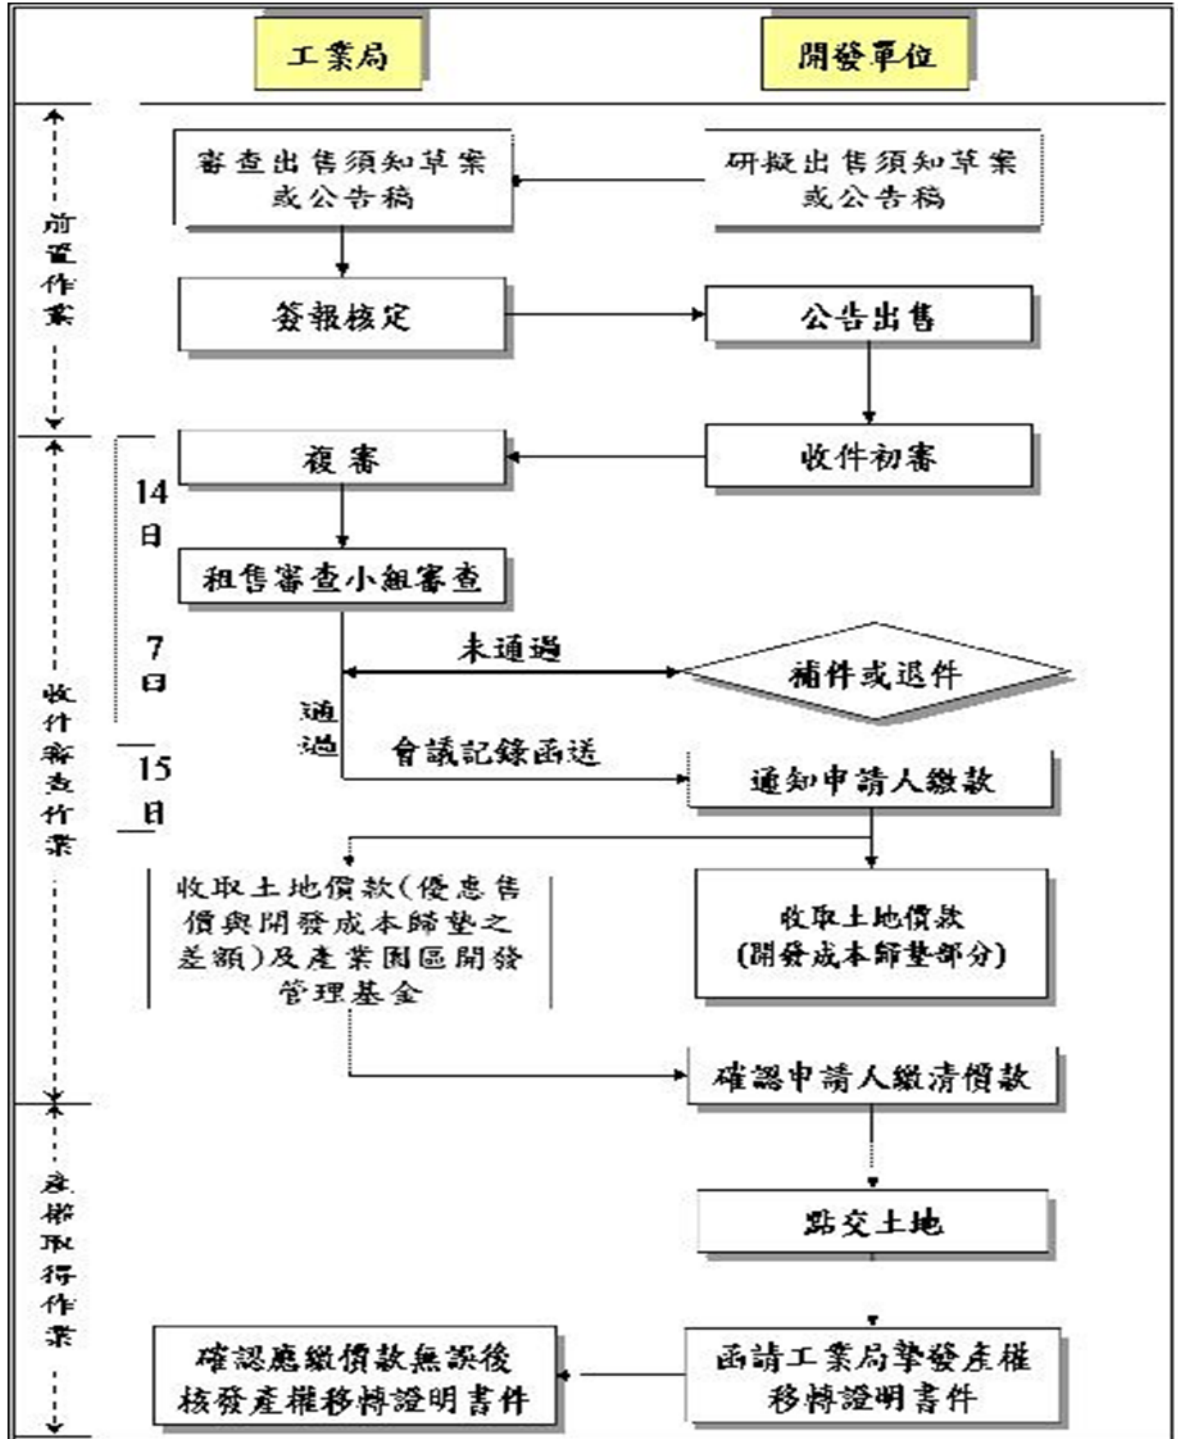 工業局
開發單位
前置作業
審查出售須知草案
或公告稿
研擬出售須知草案
或公告稿
簽報核定
公告出售
收件審查作業
14
日
複審
收件初審
租售審查小組審查
7
日
未通過
補件或退件
通過
15
日
會議記錄函送
通知申請人繳款
收取土地價款(優惠售
價與開發成本歸墊之
差額)及產業園區開發
管理基金
收取土地價款
(開發成本歸墊部分)
確認申請人繳清價款
產權取得作業
點交土地
確認應繳價款無誤後
核發產權移轉證明書件
函請工業局掣發產權
移轉證明書件